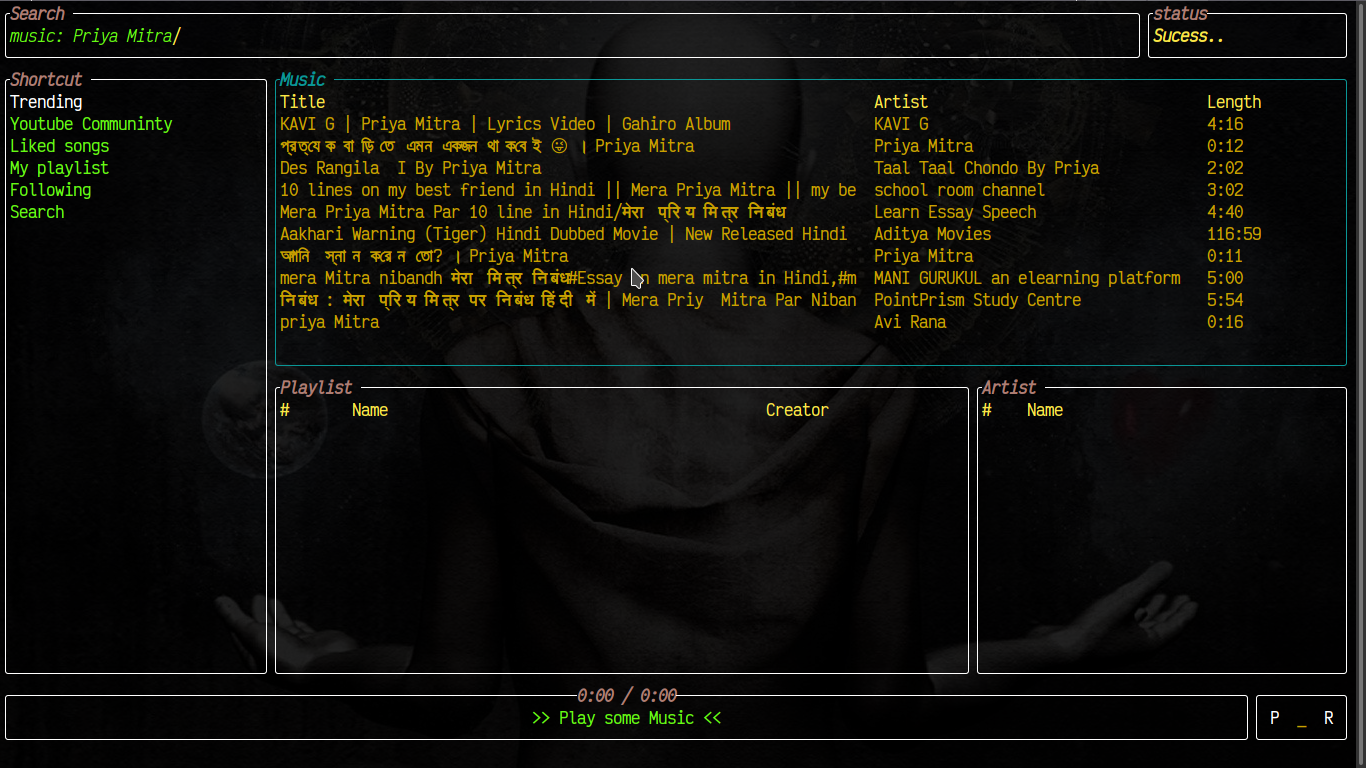 Search
music: Priya Mitra/
status
Sucess..
Shortcut
Trending
Youtube Communinty
Liked songs
My playlist
Following
Search
Music
Title Artist Length
KAVI G | Priya Mitra | Lyrics Video | Gahiro Album KAVI G 4:16
প্রত্যেক বাড়িতে এমন একজন থাকবেই 😜 । Priya Mitra Priya Mitra 0:12
Des Rangila I By Priya Mitra Taal Taal Chondo By Priya 2:02
10 lines on my best friend in Hindi || Mera Priya Mitra || my be school room channel 3:02
Mera Priya Mitra Par 10 line in Hindi/मेरा प्रिय मित्र निबंध Learn Essay Speech 4:40
Aakhari Warning (Tiger) Hindi Dubbed Movie | New Released Hindi Aditya Movies 116:59
স্নান করেন তো? । Priya Mitra Priya Mitra 0:11
mera Mitra nibandh मेरा मित्र निबंध#Essay mera mitra in Hindi,#m MANI GURUKUL an elearning platform 5:00
निबंध : मेरा प्रिय मित्र पर निबंध हिंदी में | Mera Priy Mitra Par Niban PointPrism Study Centre 5:54
priya Mitra Avi Rana 0:16
Playlist
# Name Creator
Artist
# Name
0:00 / 0:00
>> Play some Music <<
P _ R